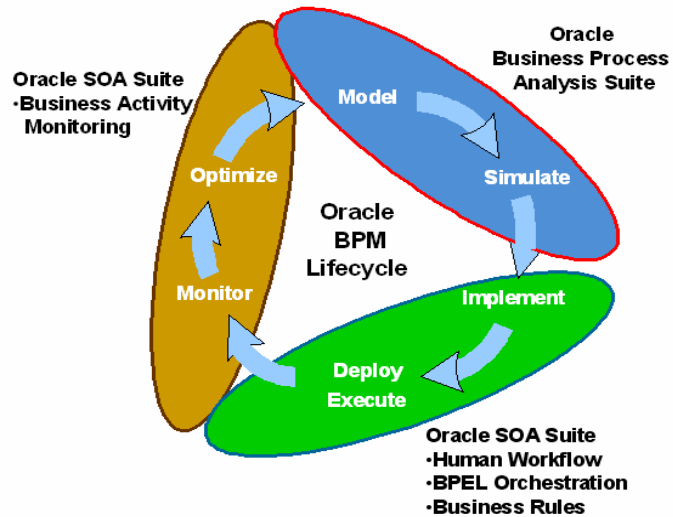 Oracle
Business Process
Analysis Suite
Oracle SOA Suite
•Business Activity
Monitoring
Model
Optimize
Simulate
Oracle
BPM
Lifecycle
Monitor
Implement
Deploy
Execute
Oracle SOA Suite
•Human Workflow
•BPEL Orchestration
•Business Rules